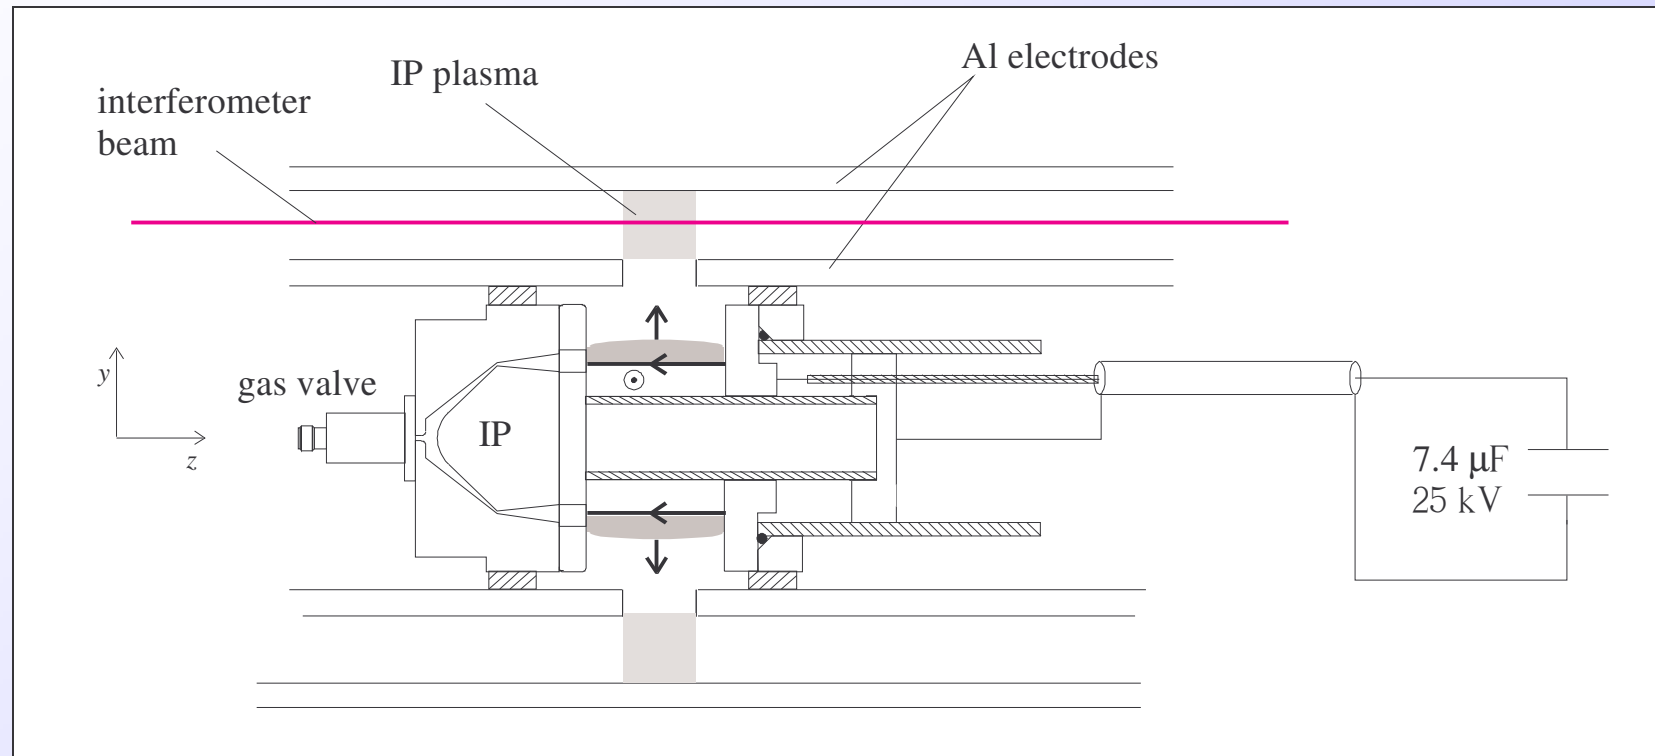 Al electrodes
IP plasma
interferometer
beam
y
z
gas valve
IP
7.4 μF
25 kV